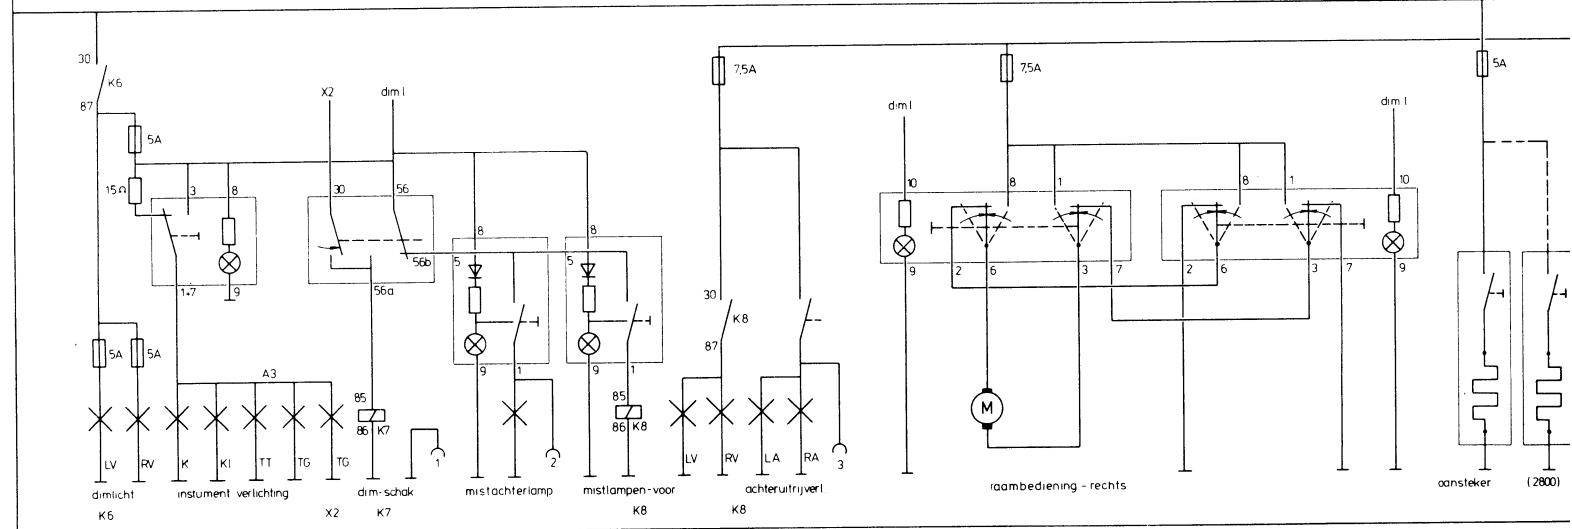 7,5A
7,5A
5A
30
K6
87
X2
dim1
dim1
dim1
5A
15Ω
3
8
30
56
10
8
1
8
1
10
8
8
5
5
56b
1+7
9
56a
9
2
6
3
7
2
6
3
7
9
30
K8
87
5A
5A
9
1
9
1
A3
85
86 K7
85
86 K8
M
LV
RV
K
KI
TT
TG
TG
1
2
LV
RV
LA
RA
3
dimlicht
instument verlichting
dim-schak
mistachterlamp
mistlampen-voor
achteruitrijverl.
raambediening - rechts
aansteker
(2800)
K6
X2
K7
K8
K8